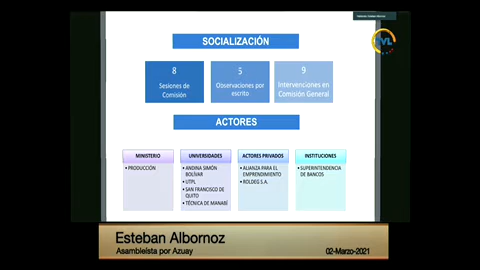 SOCIALIZACIÓN
8
Sesiones de
Comisión
5
Observaciones por
escrito
9
Intervenciones en
Comisión General
ACTORES
MINISTERIO
• PRODUCCIÓN
UNIVERSIDADES
• ANDINA SIMÓN
BOLÍVAR
• UTPL
• SAN FRANCISCO DE
QUITO
• TÉCNICA DE MANABÍ
ACTORES PRIVADOS
• ALIANZA PARA EL
EMPRENDIMIENTO
• ROLDEG S.A.
INSTITUCIONES
• SUPERINTENDENCIA
DE BANCOS
Esteban Albornoz
Asambleísta por Azuay
02-Marzo-2021